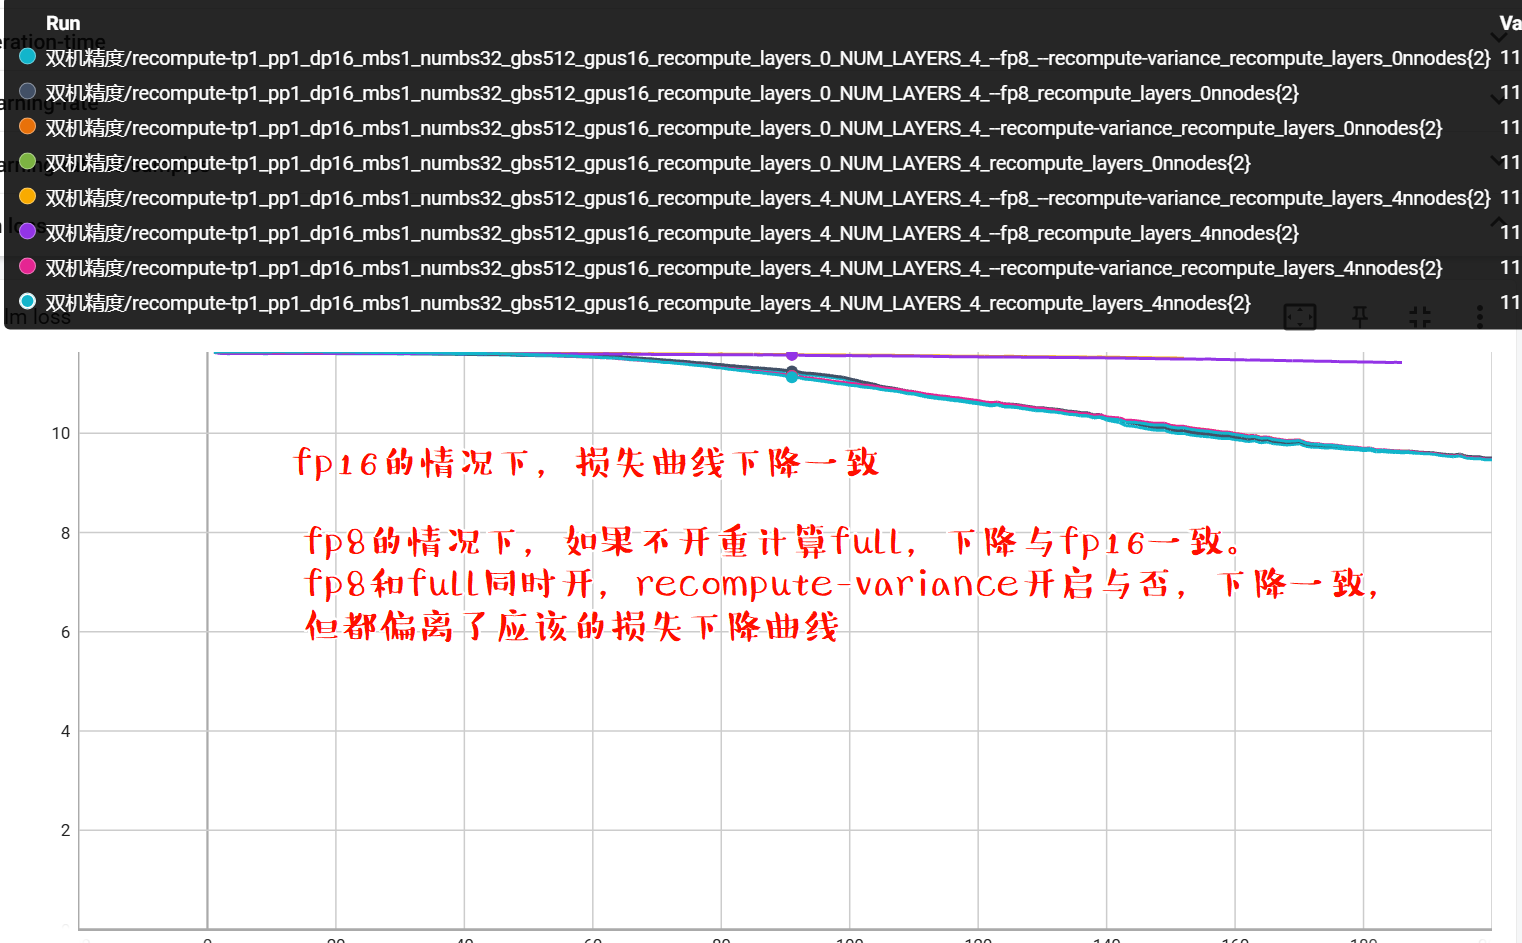 Run
Va
双机精度/recompute-tp1_pp1_dp16_mbs1_numbs32_gbs512_gpus16_recompute_layers_0_NUM_LAYERS_4_--fp8_--recompute-variance_recompute_layers_0nnodes{2} 11
双机精度/recompute-tp1_pp1_dp16_mbs1_numbs32_gbs512_gpus16_recompute_layers_0_NUM_LAYERS_4_--fp8_recompute_layers_0nnodes{2} 11
双机精度/recompute-tp1_pp1_dp16_mbs1_numbs32_gbs512_gpus16_recompute_layers_0_NUM_LAYERS_4_--recompute-variance_recompute_layers_0nnodes{2} 11
双机精度/recompute-tp1_pp1_dp16_mbs1_numbs32_gbs512_gpus16_recompute_layers_0_NUM_LAYERS_4_recompute_layers_0nnodes{2} 11
双机精度/recompute-tp1_pp1_dp16_mbs1_numbs32_gbs512_gpus16_recompute_layers_4_NUM_LAYERS_4_--fp8_--recompute-variance_recompute_layers_4nnodes{2} 11
双机精度/recompute-tp1_pp1_dp16_mbs1_numbs32_gbs512_gpus16_recompute_layers_4_NUM_LAYERS_4_--fp8_recompute_layers_4nnodes{2} 11
双机精度/recompute-tp1_pp1_dp16_mbs1_numbs32_gbs512_gpus16_recompute_layers_4_NUM_LAYERS_4_--recompute-variance_recompute_layers_4nnodes{2} 11
双机精度/recompute-tp1_pp1_dp16_mbs1_numbs32_gbs512_gpus16_recompute_layers_4_NUM_LAYERS_4_recompute_layers_4nnodes{2} 11
lm loss
10
fp16的情况下，损失曲线下降一致
8
fp8的情况下，如果不开重计算full，下降与fp16一致。
fp8和full同时开，recompute-variance开启与否，下降一致，
6
但都偏离了应该的损失下降曲线
4
2